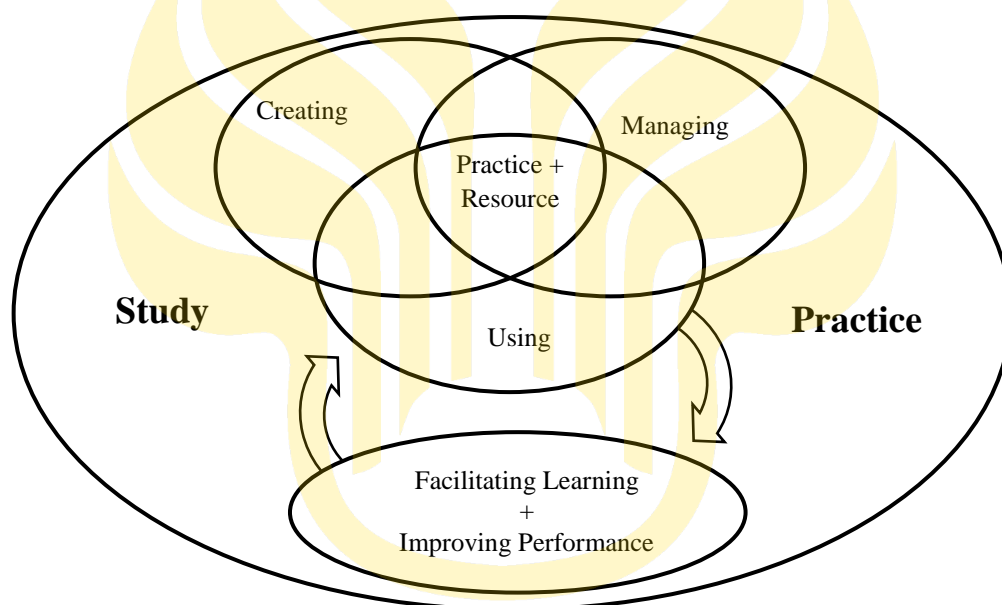 Creating
Managing
Practice +
Resource
Study
Practice
Using
Facilitating Learning
+
Improving Performance